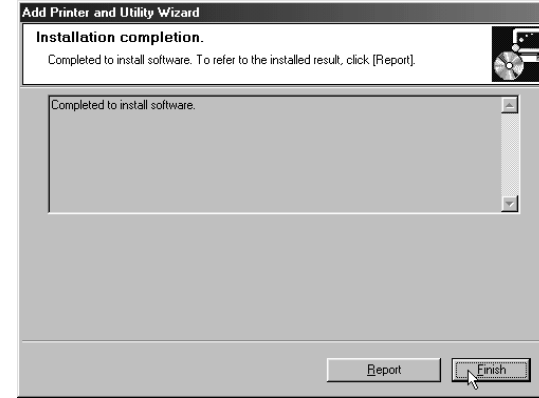 Add Printer and Utility Wizard
Installation completion.
Completed to install software. To refer to the installed result, click [Report].
Completed to install software.
Report
Finish